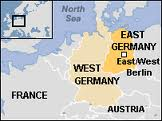 North
Sea
EAST
GERMANY
East/West
Berlin
WEST
GERMANY
FRANCE
AUSTRIA